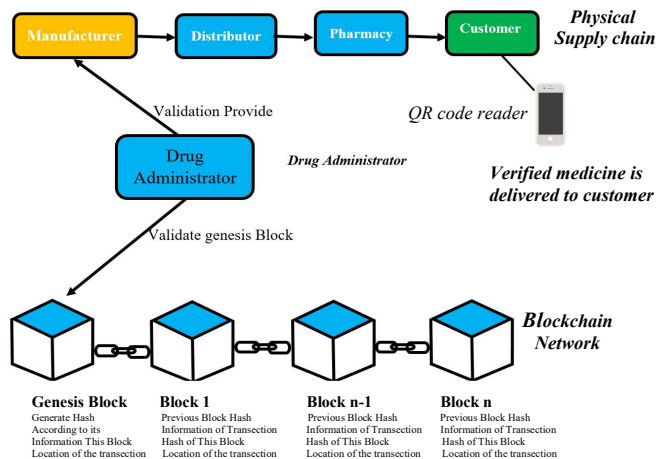 Manufacturer
Distributor
Pharmacy
Customer
Physical
Supply chain
Validation Provide
QR code reader
Drug
Administrator
Drug Administrator
Verified medicine is
delivered to customer
Validate genesis Block
Blockchain
Network
Genesis Block
Generate Hash
According to its
Information This Block
Location of the transection
Block 1
Previous Block Hash
Information of Transection
Hash of This Block
Location of the transection
Block n-1
Previous Block Hash
Information of Transection
Hash of This Block
Location of the transection
Block n
Previous Block Hash
Information of Transection
Hash of This Block
Location of the transection